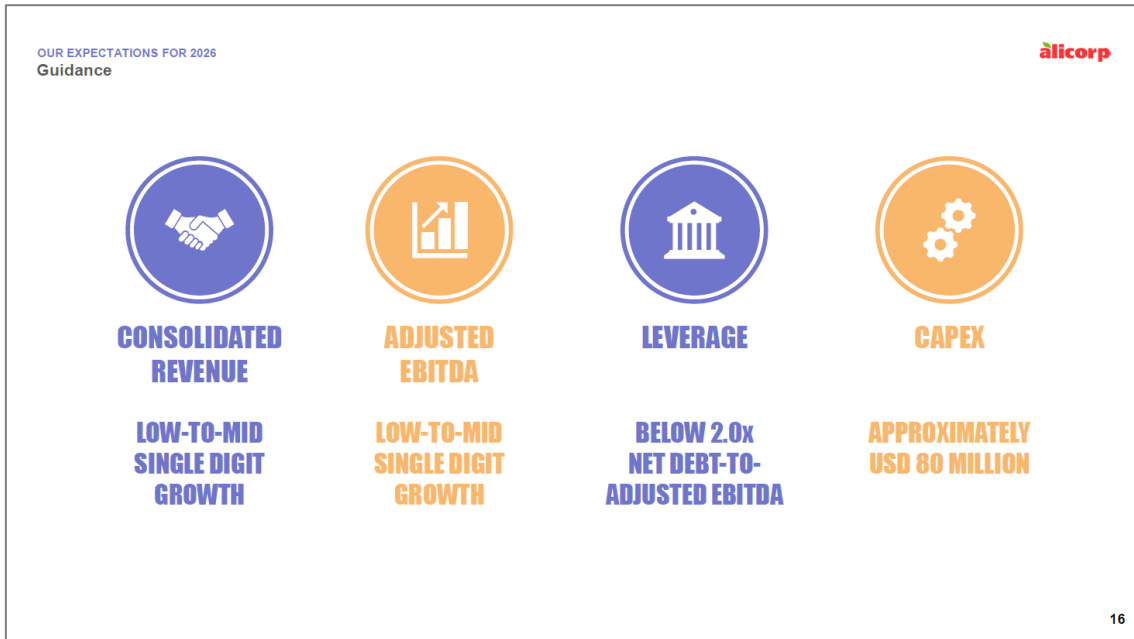 OUR EXPECTATIONS FOR 2026
Guidance
alicorp
CONSOLIDATED
REVENUE
LOW-TO-MID
SINGLE DIGIT
GROWTH
ADJUSTED
EBITDA
LOW-TO-MID
SINGLE DIGIT
GROWTH
LEVERAGE
BELOW 2.0x
NET DEBT-TO-
ADJUSTED EBITDA
CAPEX
APPROXIMATELY
USD 80 MILLION
16